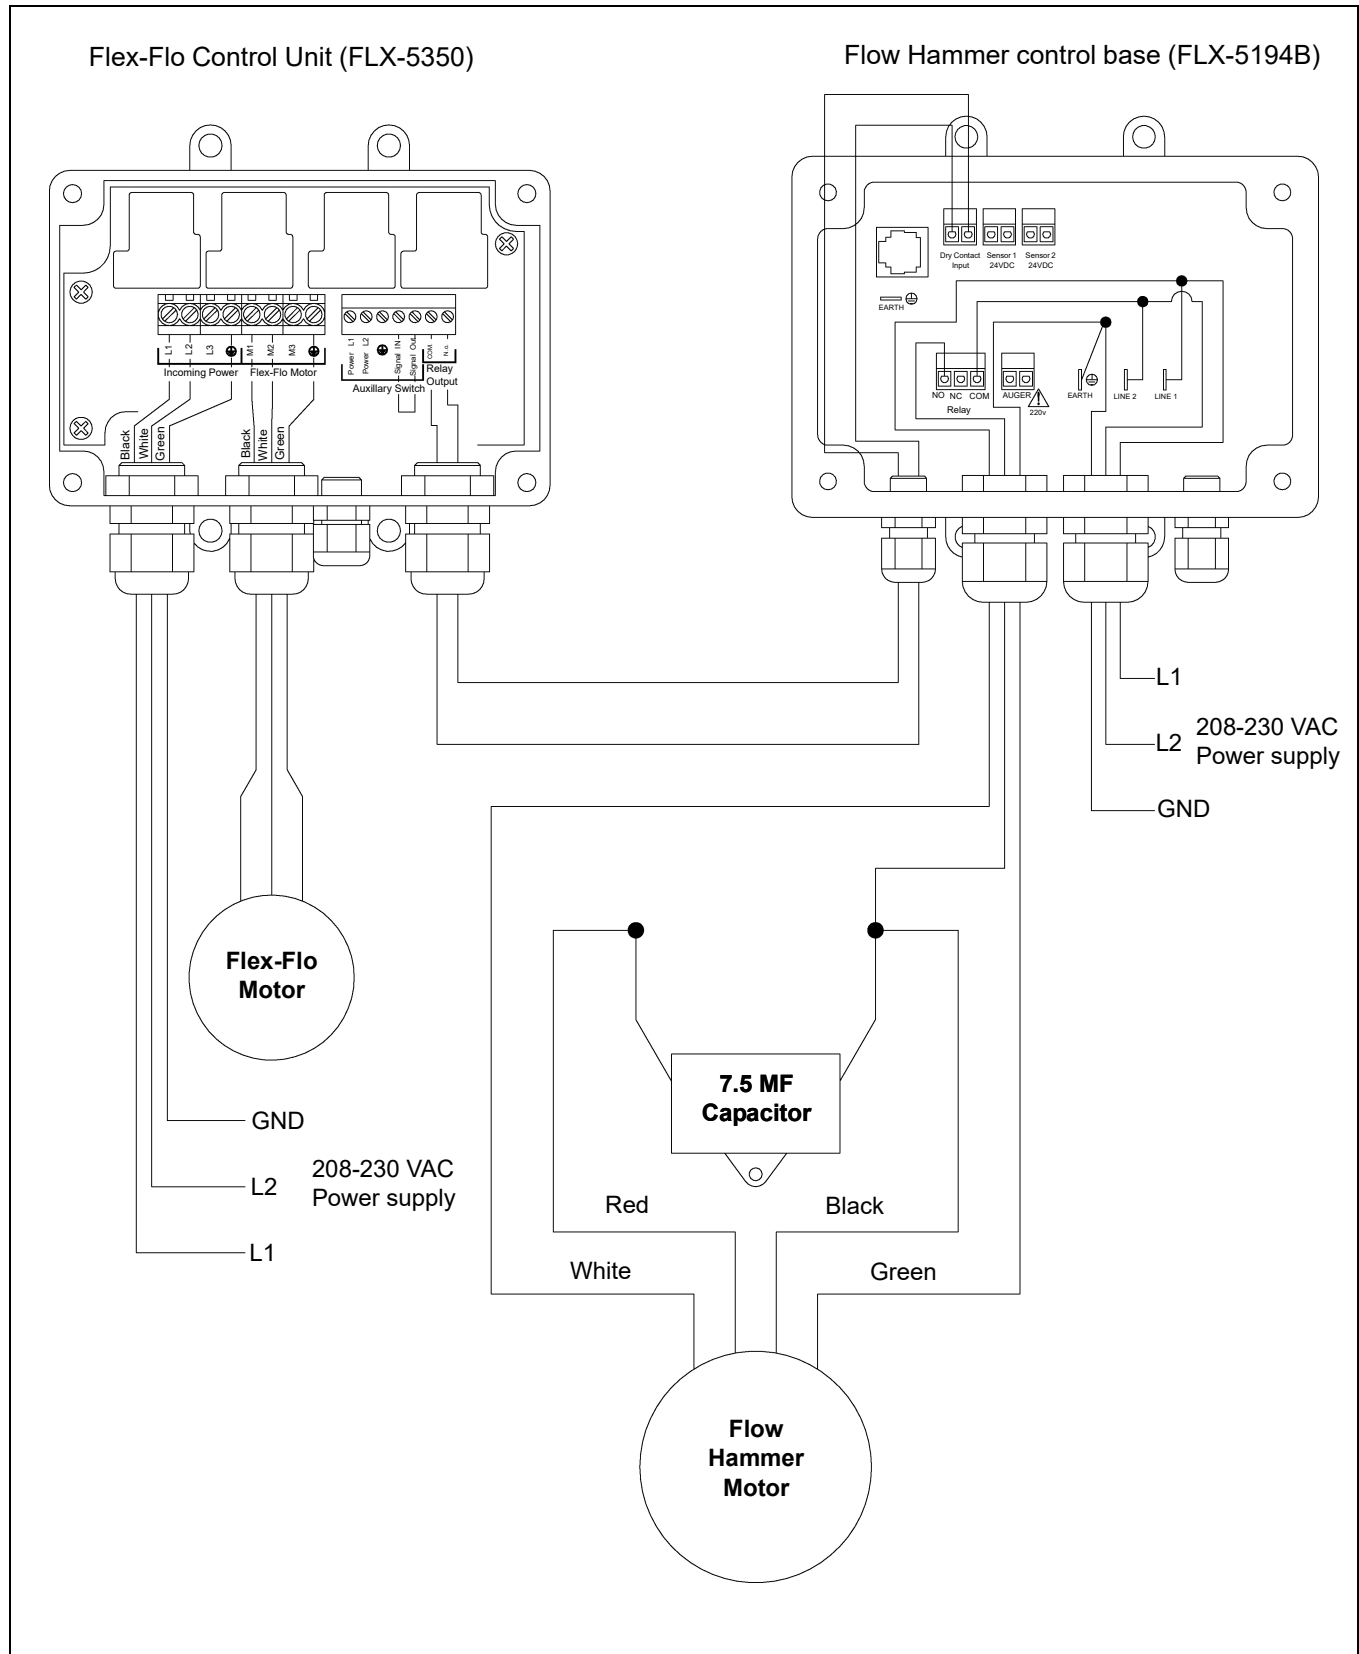 Flex-Flo Control Unit (FLX-5350)
Flow Hammer control base (FLX-5194B)
L1
L2
L3
M1
M2
M3
Incoming Power
Flex-Flo Motor
Power L1
Power L2
Signal IN
Signal Out
COM
N.o.
Auxillary Switch
Relay
Output
Black
White
Green
Black
White
Green
Dry Contact
Input
Sensor 1
24VDC
Sensor 2
24VDC
EARTH
NO
NC
COM
Relay
AUGER
220v
EARTH
LINE 2
LINE 1
L1
L2
208-230 VAC
Power supply
GND
Flex-Flo
Motor
GND
L2
208-230 VAC
Power supply
L1
7.5 MF
Capacitor
Red
Black
White
Green
Flow
Hammer
Motor